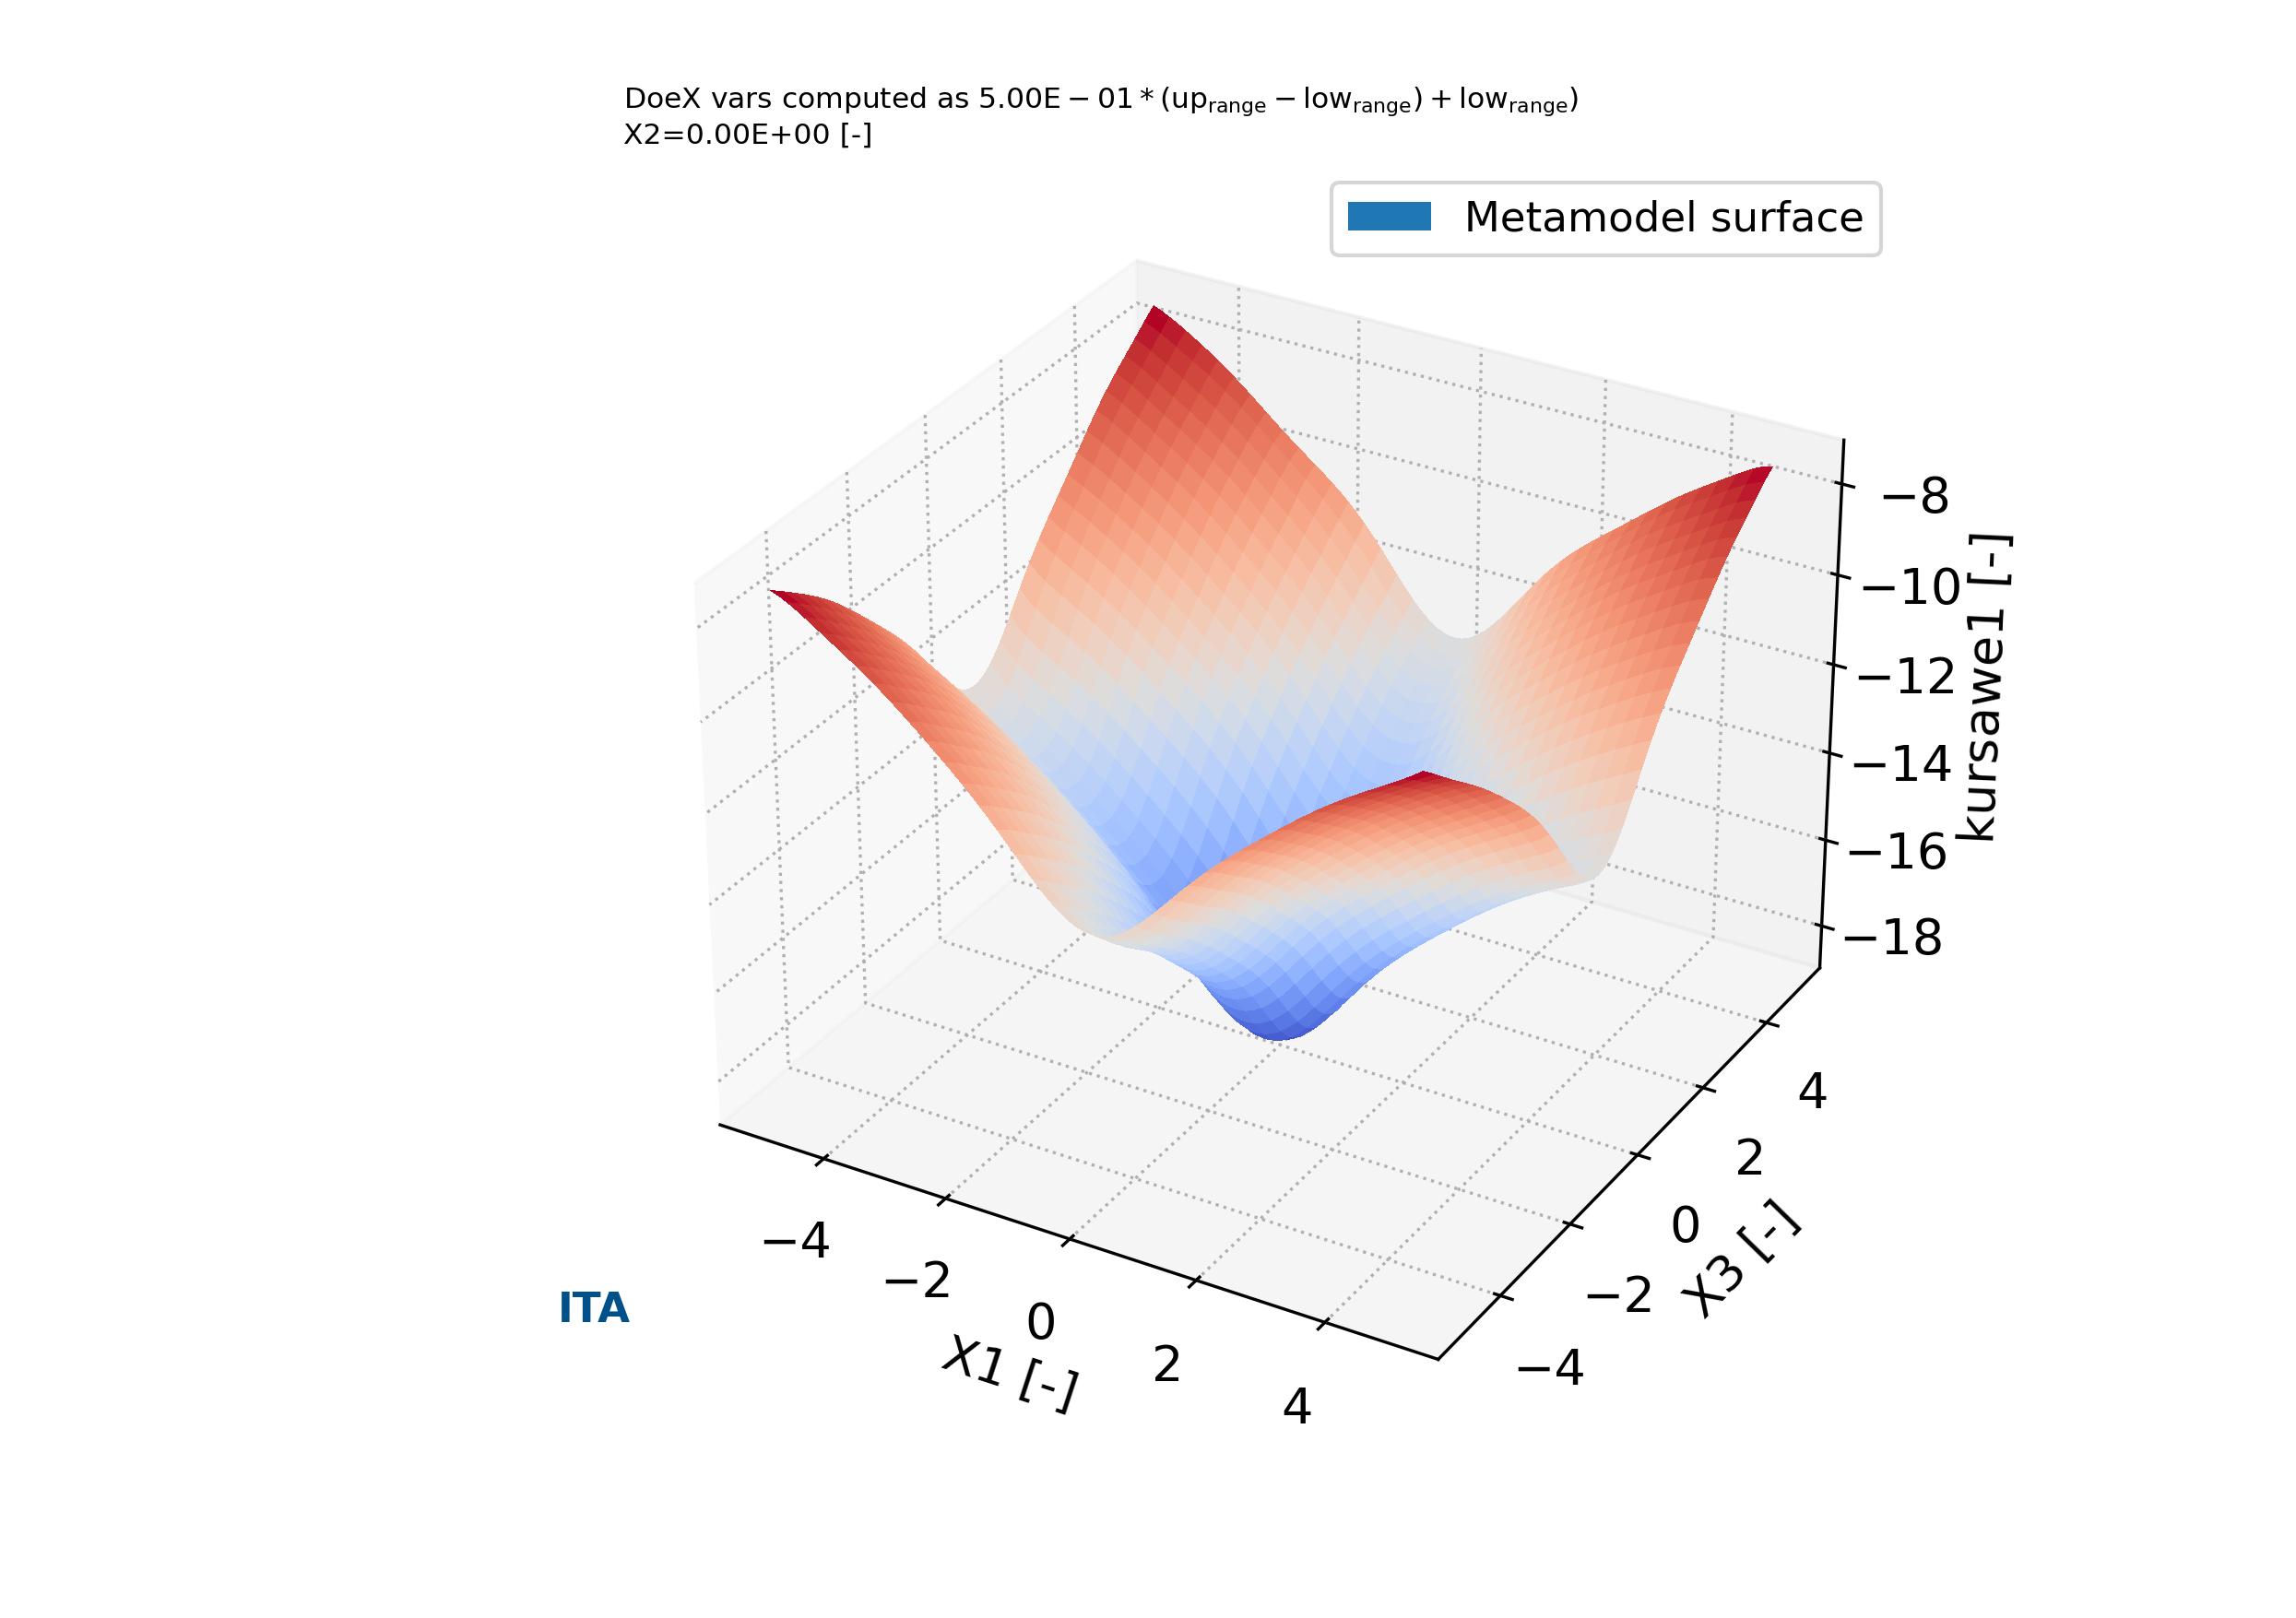 DoeX vars computed as 5.00E − 01 * (up_range − low_range) + low_range)
X2=0.00E+00 [-]
Metamodel surface
−8
−10
−12
−14
−16
−18
kursawe1 [-]
4
2
0
−2
−4
X3 [-]
−4
−2
0
2
4
X1 [-]
ITA